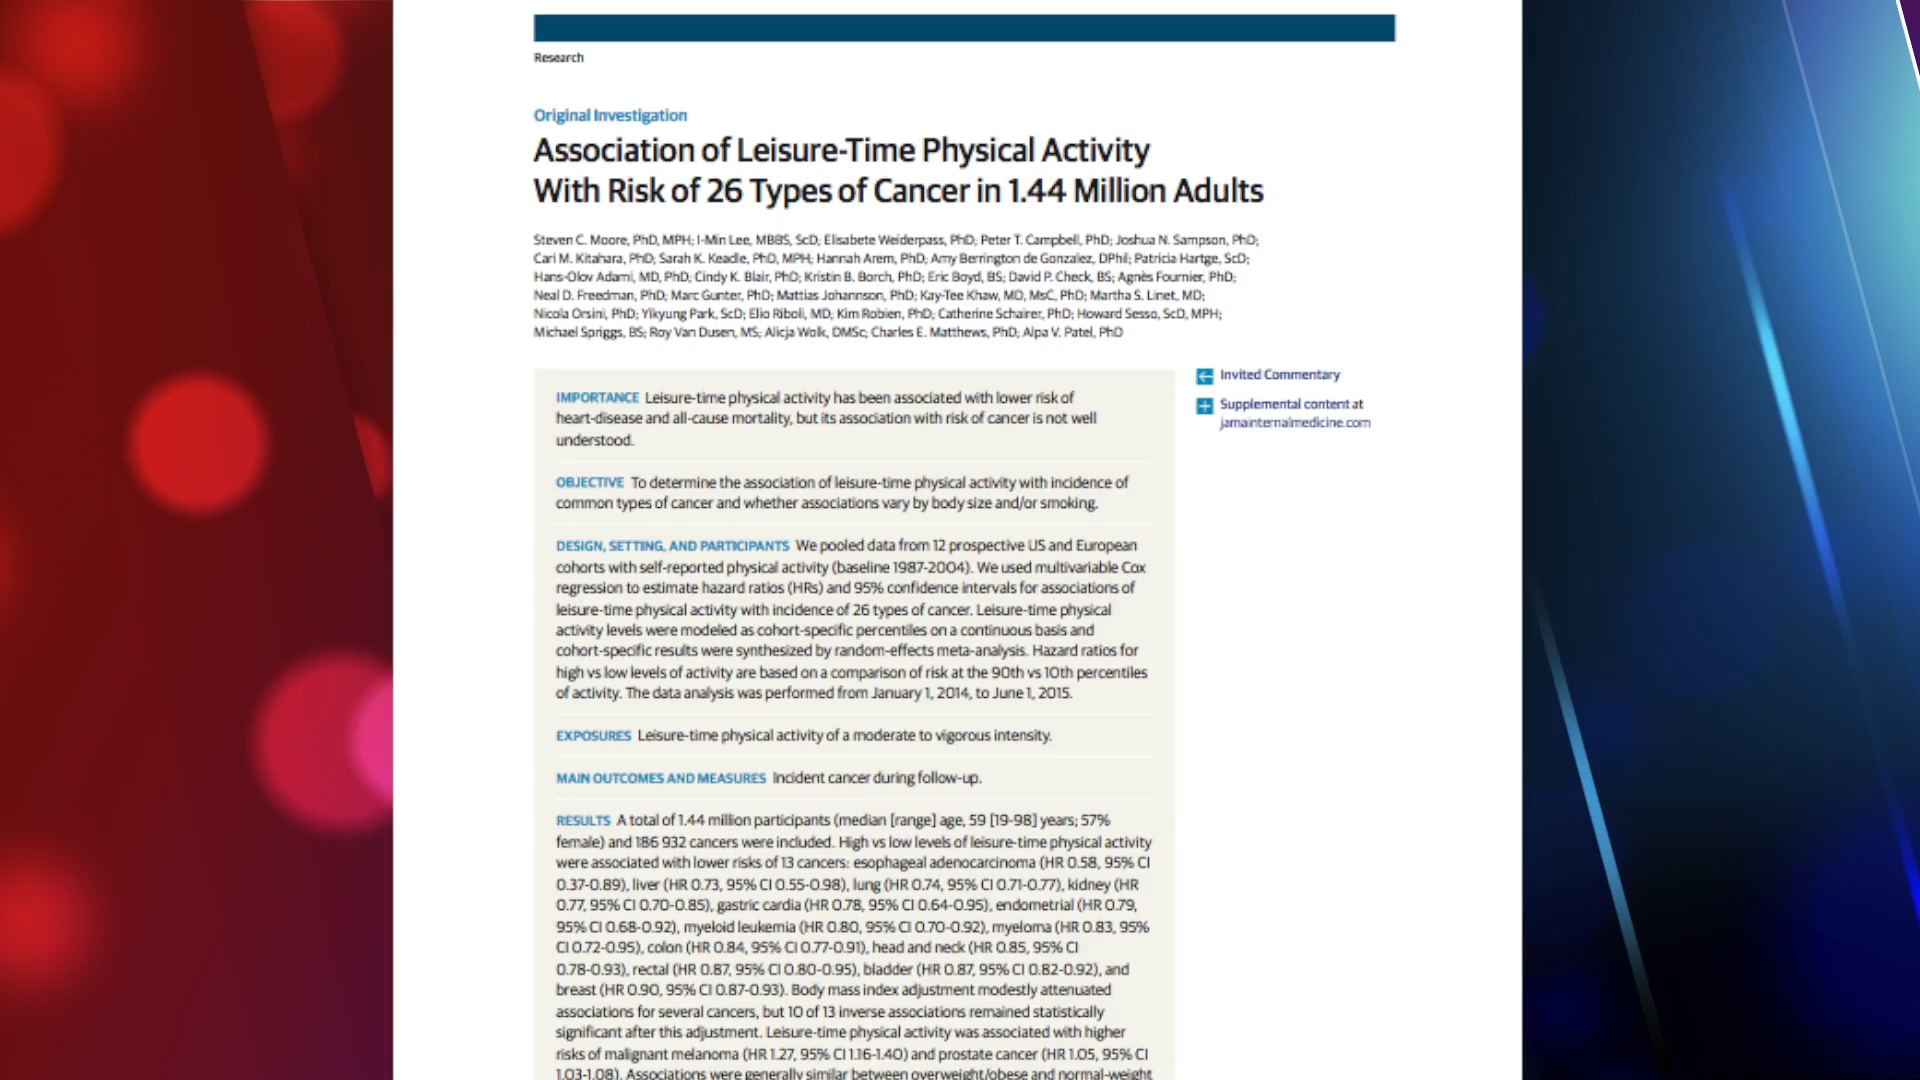 Research
Original Investigation
Association of Leisure-Time Physical Activity
With Risk of 26 Types of Cancer in 1.44 Million Adults
Steven C. Moore, PhD, MPH; I-Min Lee, MBBS, ScD; Elisabete Weiderpass, PhD; Peter T. Campbell, PhD; Joshua N. Sampson, PhD;
Cari M. Kitahara, PhD; Sarah K. Keadle, PhD, MPH; Hannah Arem, PhD; Amy Berrington de Gonzalez, DPhil; Patricia Hartge, ScD;
Hans-Olov Adami, MD, PhD; Cindy K. Blair, PhD; Kristin B. Borch, PhD; Eric Boyd, BS; David P. Check, BS; Agnès Fournier, PhD;
Neal D. Freedman, PhD; Marc Gunter, PhD; Mattias Johannson, PhD; Kay-Tee Khaw, MD, MsC, PhD; Martha S. Linet, MD;
Nicola Orsini, PhD; Yikyung Park, ScD; Elio Riboli, MD; Kim Robien, PhD; Catherine Schairer, PhD; Howard Sesso, ScD, MPH;
Michael Spriggs, BS; Roy Van Dusen, MS; Alicja Wolk, DMSc; Charles E. Matthews, PhD; Alpa V. Patel, PhD
Invited Commentary
Supplemental content at
jamainternalmedicine.com
IMPORTANCE Leisure-time physical activity has been associated with lower risk of
heart-disease and all-cause mortality, but its association with risk of cancer is not well
understood.
OBJECTIVE To determine the association of leisure-time physical activity with incidence of
common types of cancer and whether associations vary by body size and/or smoking.
DESIGN, SETTING, AND PARTICIPANTS We pooled data from 12 prospective US and European
cohorts with self-reported physical activity (baseline 1987-2004). We used multivariable Cox
regression to estimate hazard ratios (HRs) and 95% confidence intervals for associations of
leisure-time physical activity with incidence of 26 types of cancer. Leisure-time physical
activity levels were modeled as cohort-specific percentiles on a continuous basis and
cohort-specific results were synthesized by random-effects meta-analysis. Hazard ratios for
high vs low levels of activity are based on a comparison of risk at the 90th vs 10th percentiles
of activity. The data analysis was performed from January 1, 2014, to June 1, 2015.
EXPOSURES Leisure-time physical activity of a moderate to vigorous intensity.
MAIN OUTCOMES AND MEASURES Incident cancer during follow-up.
RESULTS A total of 1.44 million participants (median [range] age, 59 [19-98] years; 57%
female) and 186 932 cancers were included. High vs low levels of leisure-time physical activity
were associated with lower risks of 13 cancers: esophageal adenocarcinoma (HR 0.58, 95% CI
0.37-0.89), liver (HR 0.73, 95% CI 0.55-0.98), lung (HR 0.74, 95% CI 0.71-0.77), kidney (HR
0.77, 95% CI 0.70-0.85), gastric cardia (HR 0.78, 95% CI 0.64-0.95), endometrial (HR 0.79,
95% CI 0.68-0.92), myeloid leukemia (HR 0.80, 95% CI 0.70-0.92), myeloma (HR 0.83, 95%
CI 0.72-0.95), colon (HR 0.84, 95% CI 0.77-0.91), head and neck (HR 0.85, 95% CI
0.78-0.93), rectal (HR 0.87, 95% CI 0.80-0.95), bladder (HR 0.87, 95% CI 0.82-0.92), and
breast (HR 0.90, 95% CI 0.87-0.93). Body mass index adjustment modestly attenuated
associations for several cancers, but 10 of 13 inverse associations remained statistically
significant after this adjustment. Leisure-time physical activity was associated with higher
risks of malignant melanoma (HR 1.27, 95% CI 1.16-1.40) and prostate cancer (HR 1.05, 95% CI
1.03-1.08). Associations were generally similar between overweight/obese and normal-weight